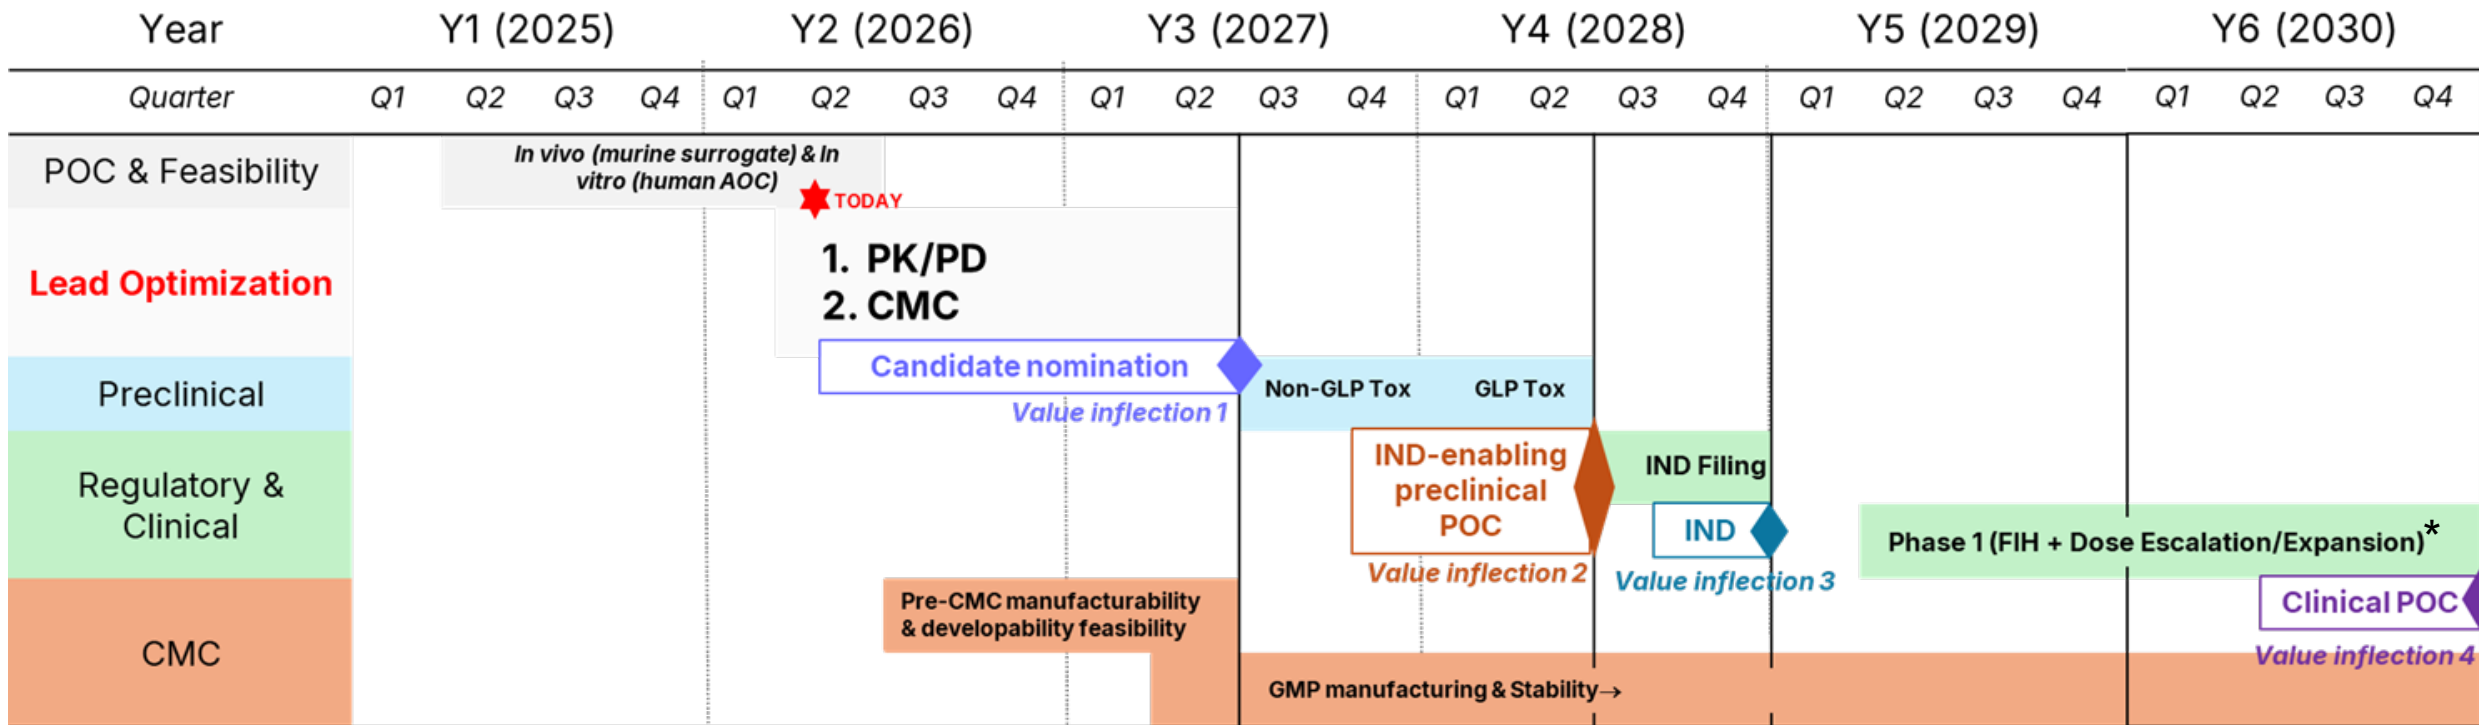 Year Y1 (2025) Y2 (2026) Y3 (2027) Y4 (2028) Y5 (2029) Y6 (2030)
Quarter Q1 Q2 Q3 Q4 Q1 Q2 Q3 Q4 Q1 Q2 Q3 Q4 Q1 Q2 Q3 Q4 Q1 Q2 Q3 Q4 Q1 Q2 Q3 Q4
POC & Feasibility
In vivo (murine surrogate) & In
vitro (human AOC)
TODAY
Lead Optimization
1. PK/PD
2. CMC
Candidate nomination
Value inflection 1
Preclinical
Non-GLP Tox GLP Tox
IND-enabling
preclinical
POC
Value inflection 2
Regulatory &
Clinical
IND Filing
IND
Value inflection 3
Phase 1 (FIH + Dose Escalation/Expansion)*
Clinical POC
Value inflection 4
CMC
Pre-CMC manufacturability
& developability feasibility
GMP manufacturing & Stability→